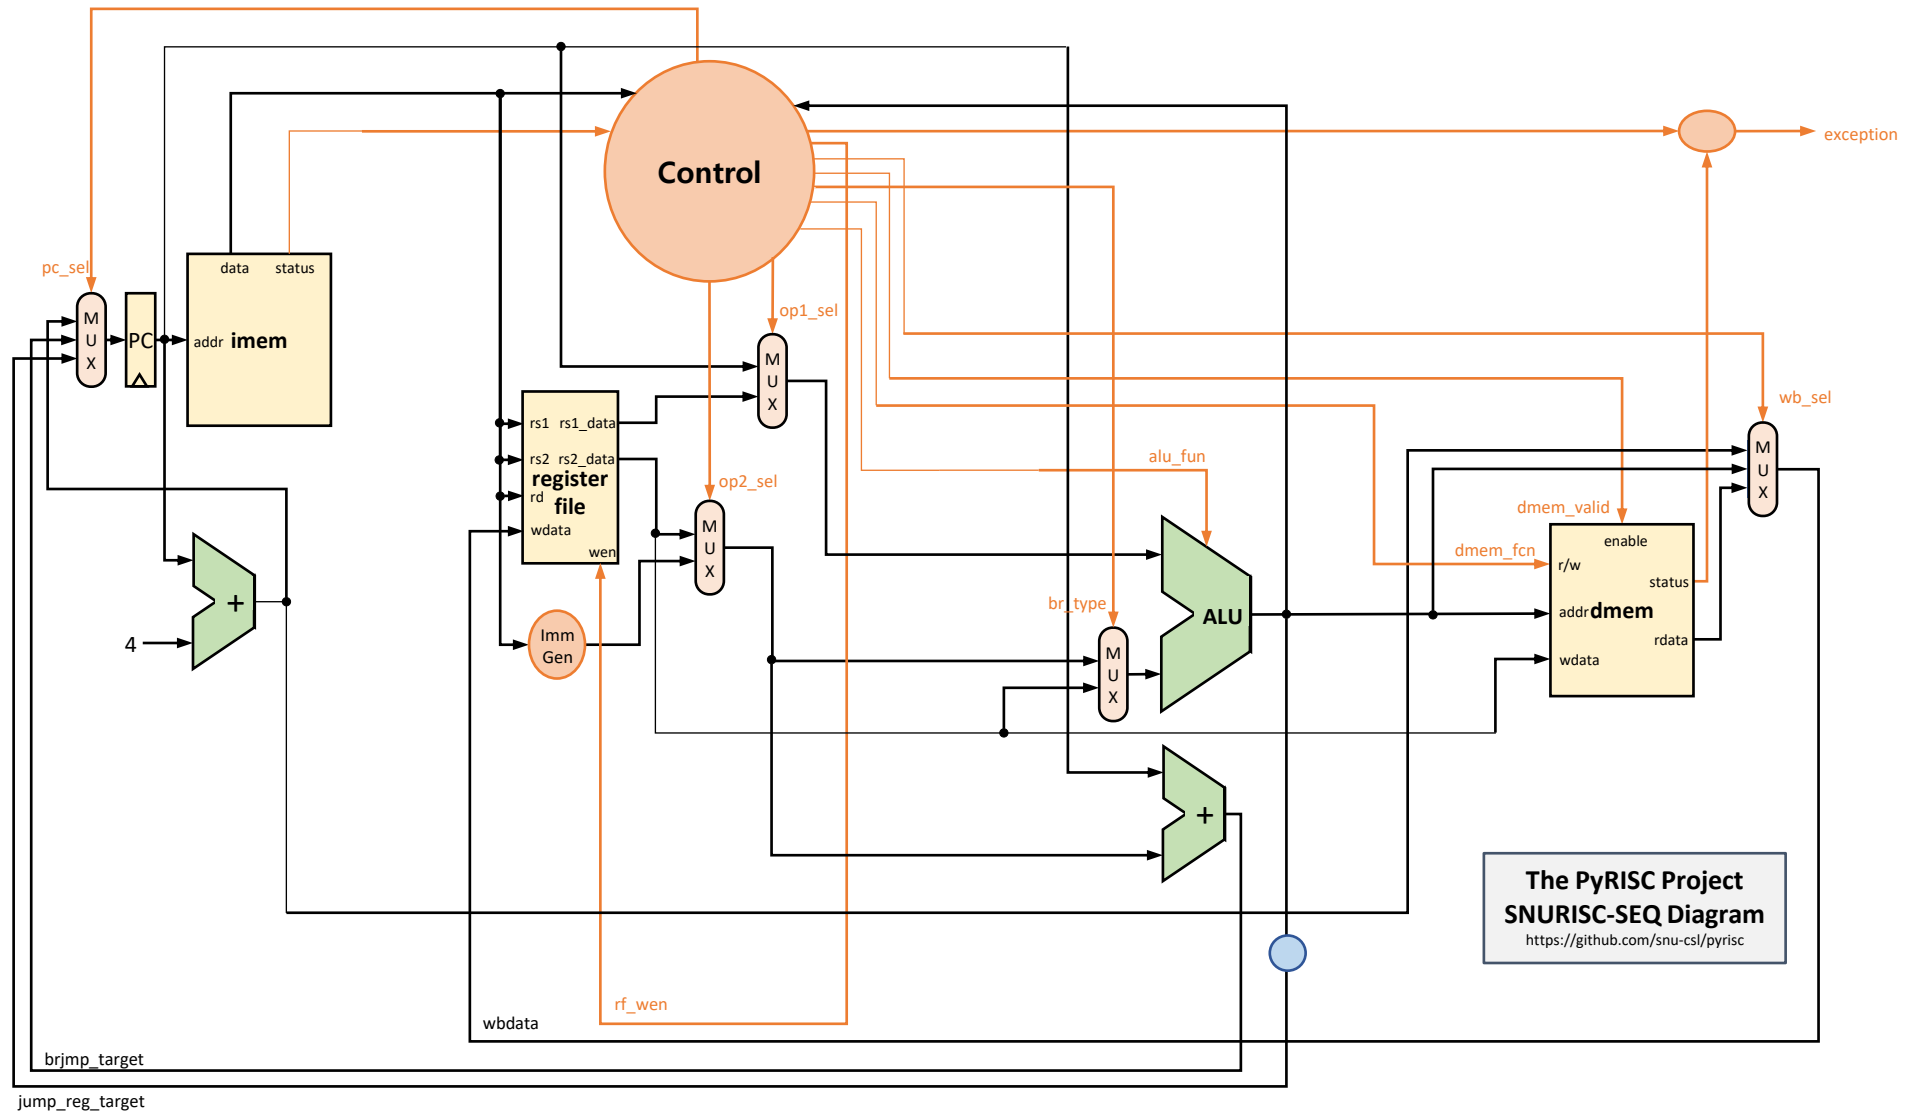 Control
exception
pc_sel
data status
op1_sel
M
U
X
PC
addr imem
M
U
X
wb_sel
rs1 rs1_data
rs2 rs2_data
register
file
rd
wdata
wen
op2_sel
M
U
X
alu_fun
M
U
X
dmem_valid
enable
dmem_fcn
r/w
status
addr dmem
rdata
wdata
+
4
Imm
Gen
br_type
M
U
X
ALU
+
The PyRISC Project
SNURISC-SEQ Diagram
https://github.com/snu-csl/pyrisc
rf_wen
wbdata
brjmp_target
jump_reg_target